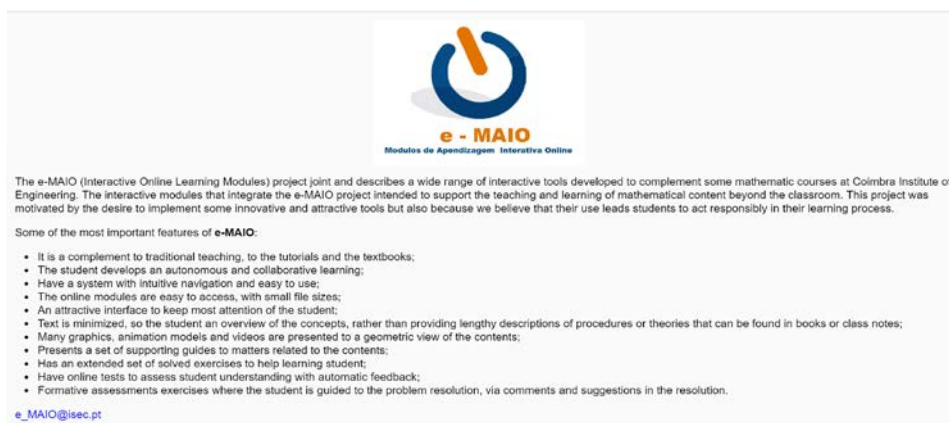 e - MAIO
Modulos de Apendizagem Interativa Online
The e-MAIO (Interactive Online Learning Modules) project joint and describes a wide range of interactive tools developed to complement some mathematic courses at Coimbra Institute of
Engineering. The interactive modules that integrate the e-MAIO project intended to support the teaching and learning of mathematical content beyond the classroom. This project was
motivated by the desire to implement some innovative and attractive tools but also because we believe that their use leads students to act responsibly in their learning process.
Some of the most important features of e-MAIO:
• It is a complement to traditional teaching, to the tutorials and the textbooks;
• The student develops an autonomous and collaborative learning;
• Have a system with intuitive navigation and easy to use;
• The online modules are easy to access, with small file sizes;
• An attractive interface to keep most attention of the student;
• Text is minimized, so the student an overview of the concepts, rather than providing lengthy descriptions of procedures or theories that can be found in books or class notes;
• Many graphics, animation models and videos are presented to a geometric view of the contents;
• Presents a set of supporting guides to matters related to the contents;
• Has an extended set of solved exercises to help learning student;
• Have online tests to assess student understanding with automatic feedback;
• Formative assessments exercises where the student is guided to the problem resolution, via comments and suggestions in the resolution.
e_MAIO@isec.pt